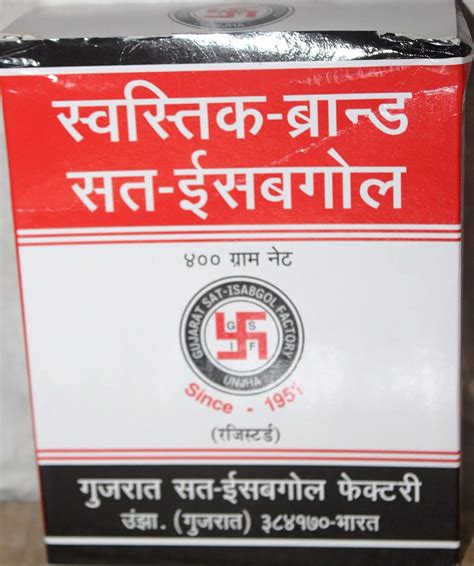 स्वस्तिक-ब्रान्ड
सत-ईसबगोल
४०० ग्राम नेट
GUJARAT SAT-ISABGOL FACTORY
G S
I F
UNJHA
Since - 1951
(रजिस्टर्ड)
गुजरात सत-ईसबगोल फेक्टरी
उंझा. (गुजरात) ३८४१७०-भारत